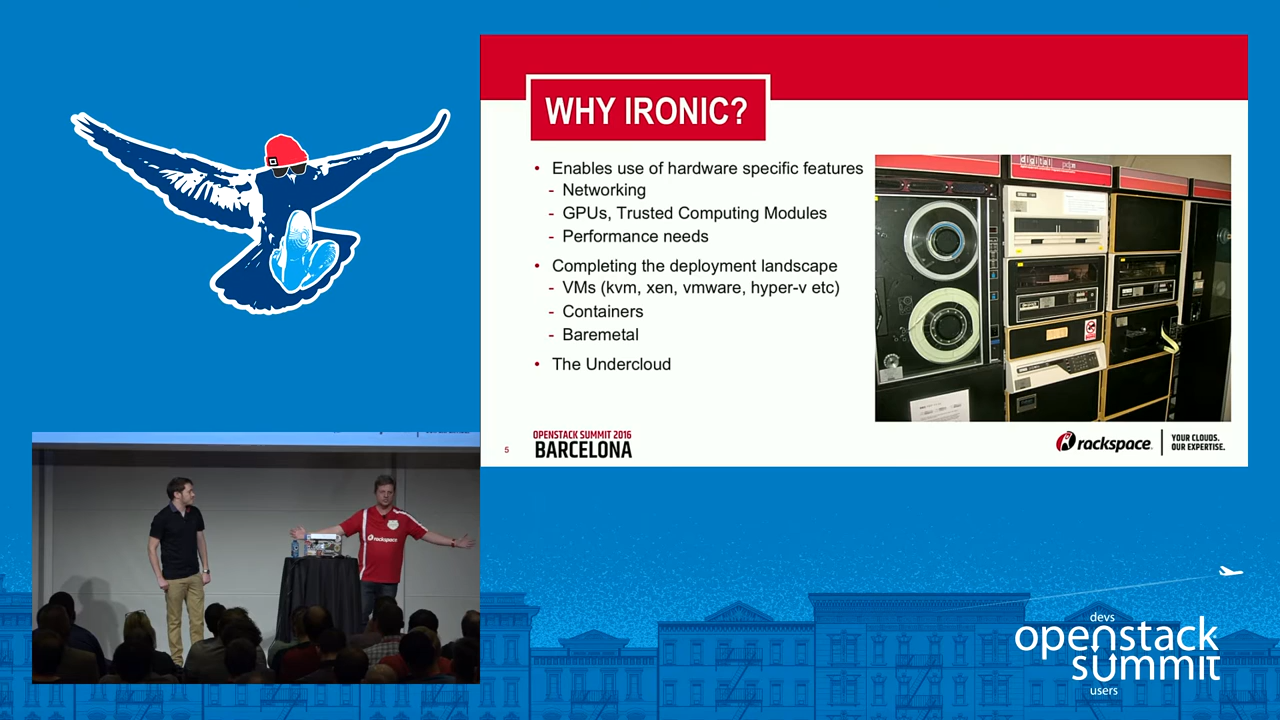 WHY IRONIC?
• Enables use of hardware specific features
- Networking
- GPUs, Trusted Computing Modules
- Performance needs
• Completing the deployment landscape
- VMs (kvm, xen, vmware, hyper-v etc)
- Containers
- Baremetal
• The Undercloud
digital
5
OPENSTACK SUMMIT 2016
BARCELONA
rackspace.
YOUR CLOUDS.
OUR EXPERTISE.
rackspace
devs
openstack
summit
users